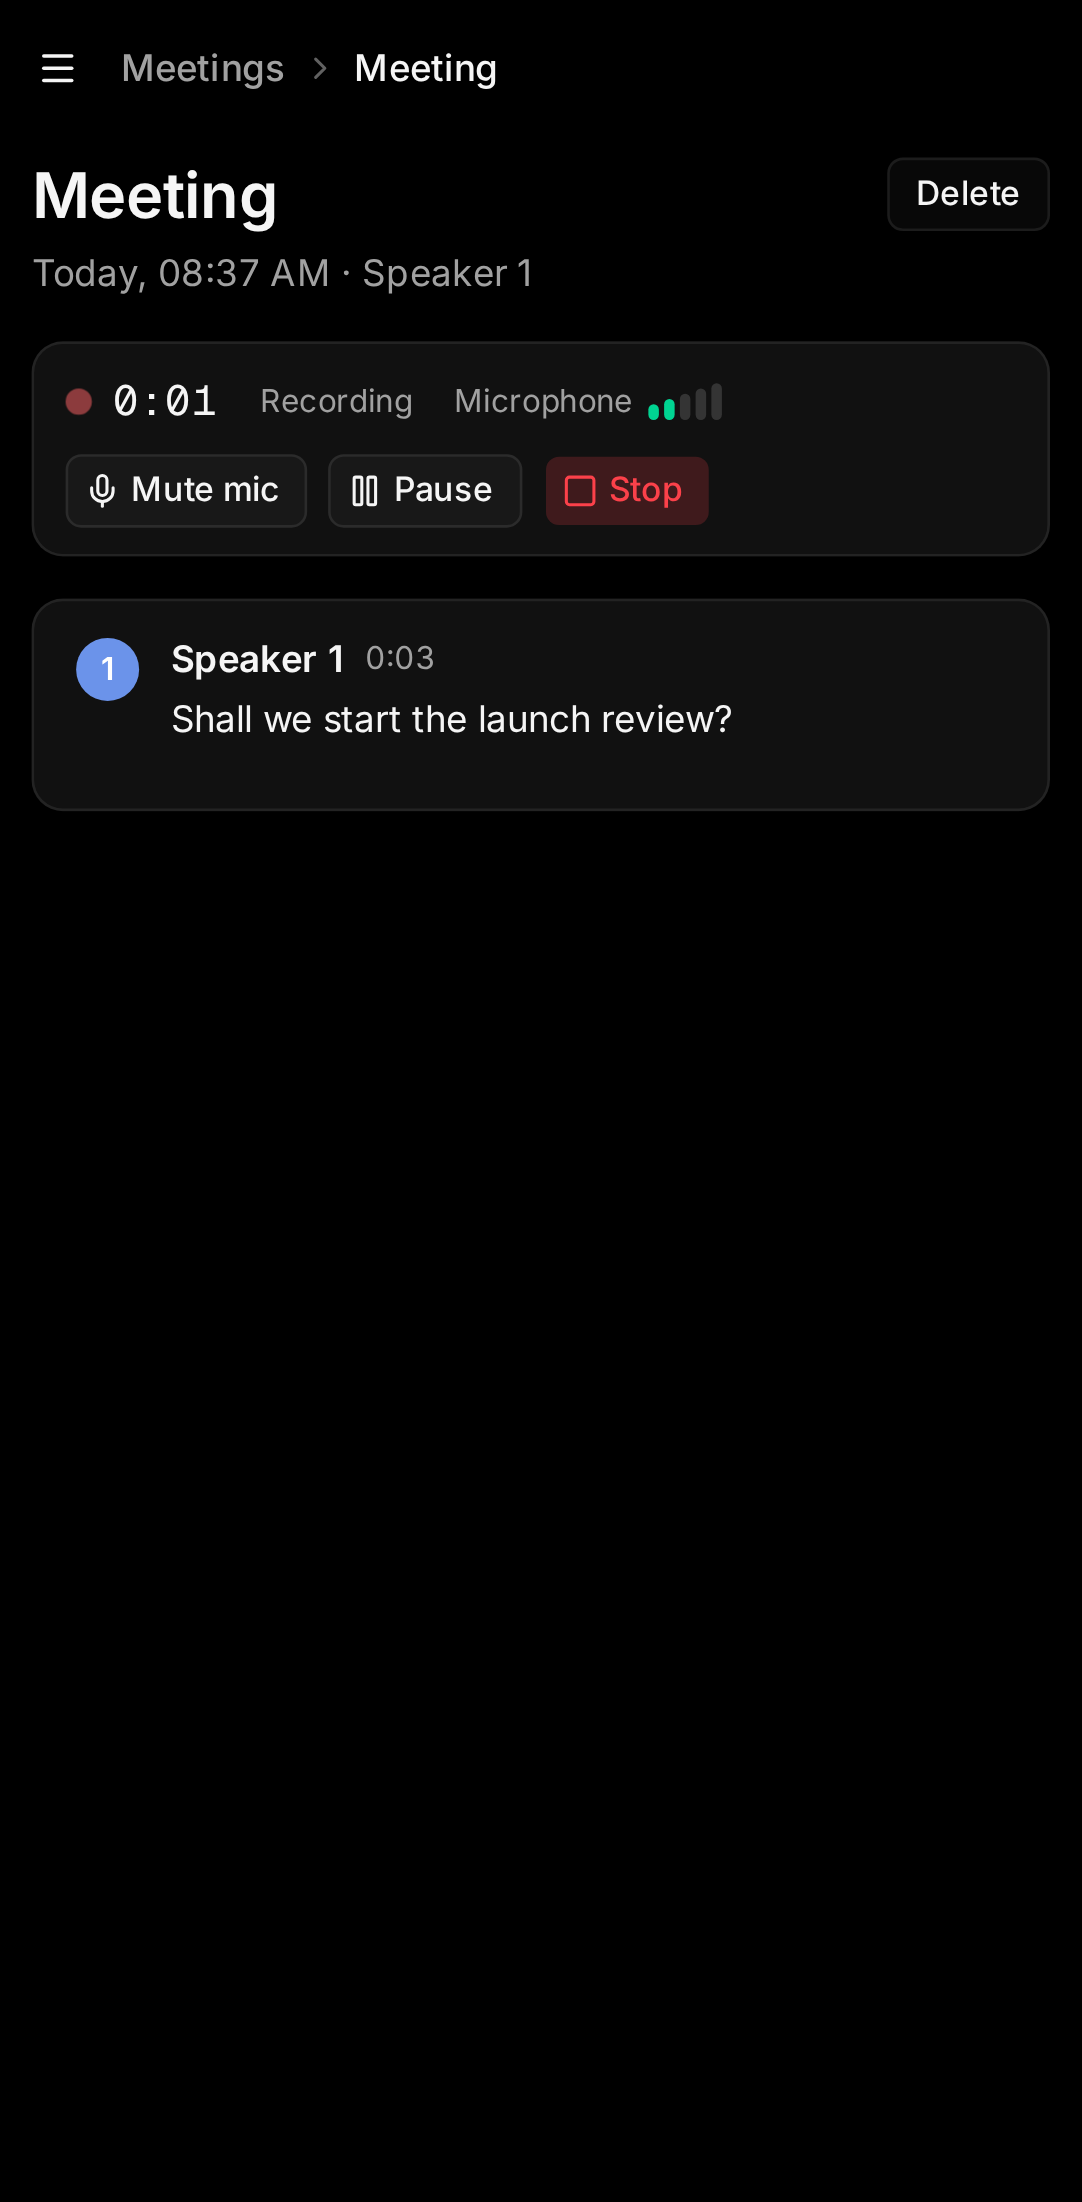 Meetings > Meeting
Meeting
Delete
Today, 08:37 AM · Speaker 1
0:01 Recording Microphone
Mute mic Pause Stop
1 Speaker 1 0:03
Shall we start the launch review?